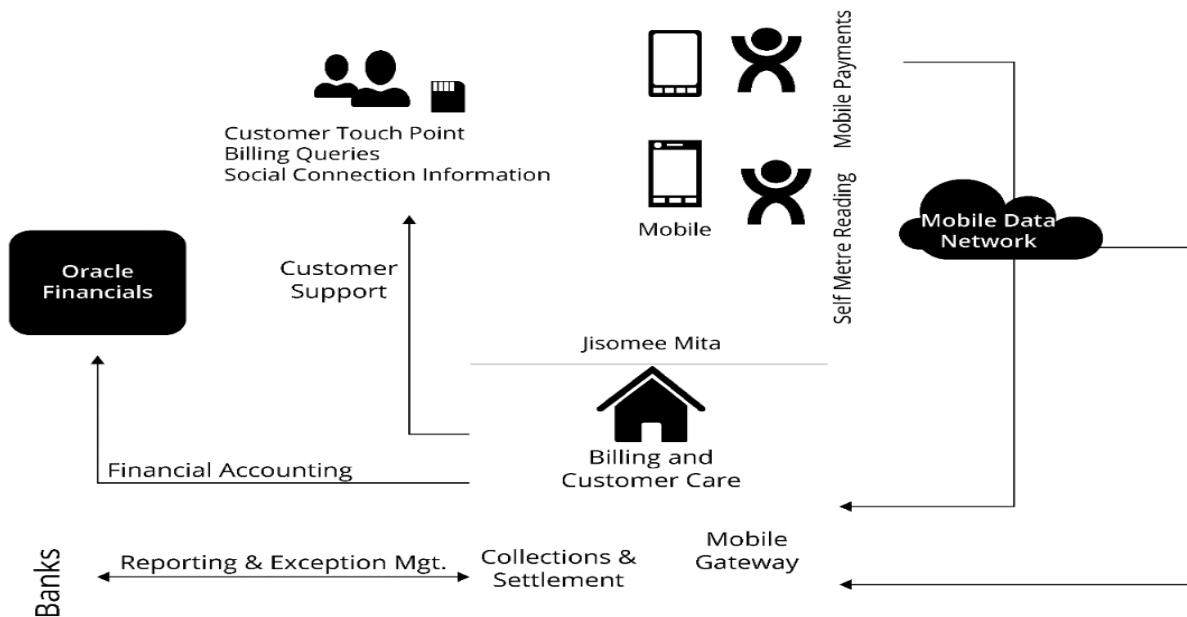 Customer Touch Point
Billing Queries
Social Connection Information
Mobile
Mobile Payments
Self Metre Reading
Mobile Data
Network
Oracle
Financials
Customer
Support
Jisomee Mita
Billing and
Customer Care
Financial Accounting
Banks
Reporting & Exception Mgt.
Collections &
Settlement
Mobile
Gateway